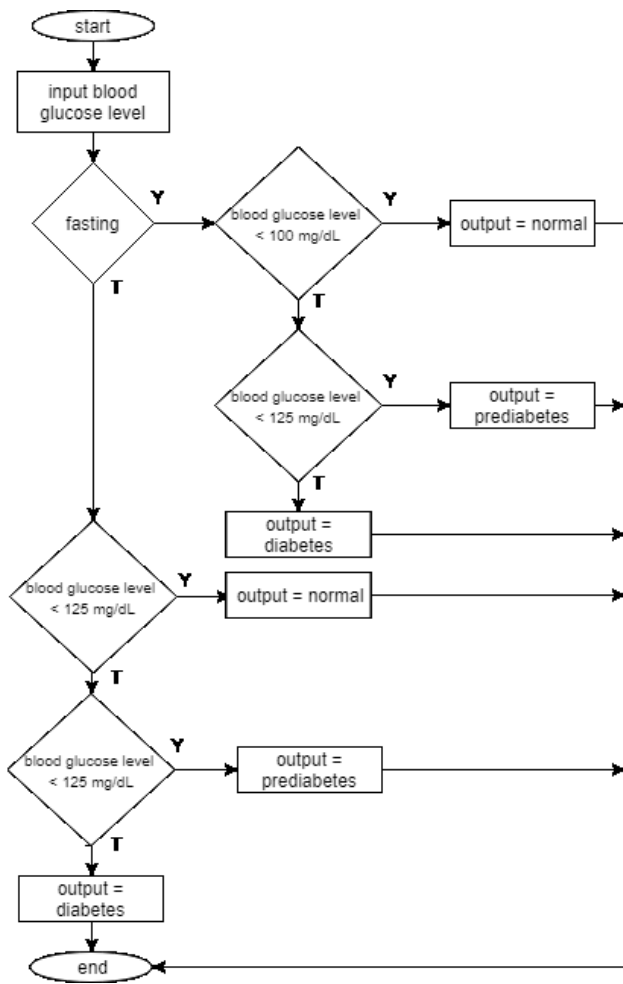 start
input blood
glucose level
fasting
Y
T
blood glucose level
< 100 mg/dL
Y
T
output = normal
blood glucose level
< 125 mg/dL
Y
T
output =
prediabetes
output =
diabetes
blood glucose level
< 125 mg/dL
Y
T
output = normal
blood glucose level
< 125 mg/dL
Y
T
output =
prediabetes
output =
diabetes
end